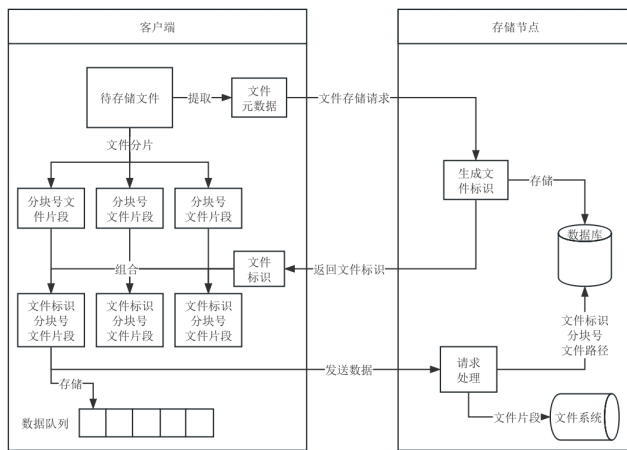 客户端
存储节点
待存储文件
提取
文件
元数据
文件存储请求
文件分片
生成文件标识
存储
分块号文件片段
分块号
文件片段
分块号
文件片段
数据库
组合
文件
标识
返回文件标识
文件标识
分块号
文件片段
文件标识
分块号
文件片段
文件标识
分块号
文件片段
文件标识
分块号
文件路径
发送数据
请求
处理
存储
数据队列
文件片段
文件系统